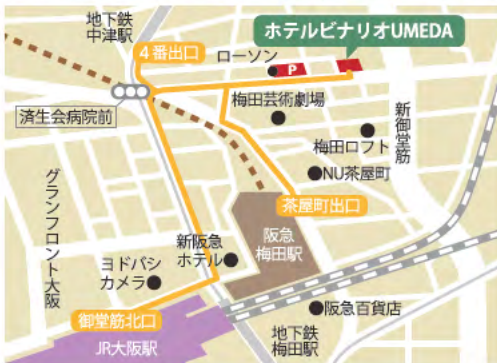 地下鉄
中津駅
ホテルビナリオUMEDA
4番出口
ローソン
P
済生会病院前
梅田芸術劇場
新御堂筋
梅田ロフト
NU茶屋町
グランフロント大阪
茶屋町出口
新阪急
ホテル
阪急
梅田駅
ヨドバシ
カメラ
御堂筋北口
阪急百貨店
JR大阪駅
地下鉄
梅田駅